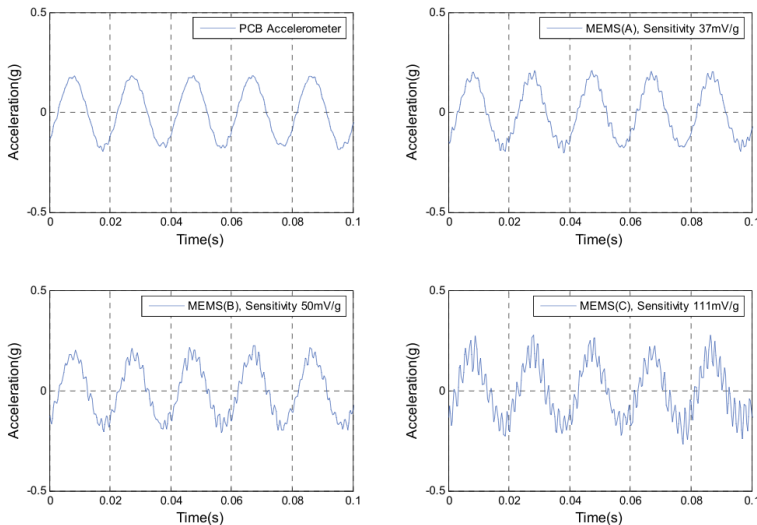 0.5
PCB Accelerometer
Acceleration(g)
0
-0.5
0 0.02 0.04 0.06 0.08 0.1
Time(s)
0.5
MEMS(A), Sensitivity 37mV/g
Acceleration(g)
0
-0.5
0 0.02 0.04 0.06 0.08 0.1
Time(s)
0.5
MEMS(B), Sensitivity 50mV/g
Acceleration(g)
0
-0.5
0 0.02 0.04 0.06 0.08 0.1
Time(s)
0.5
MEMS(C), Sensitivity 111mV/g
Acceleration(g)
0
-0.5
0 0.02 0.04 0.06 0.08 0.1
Time(s)